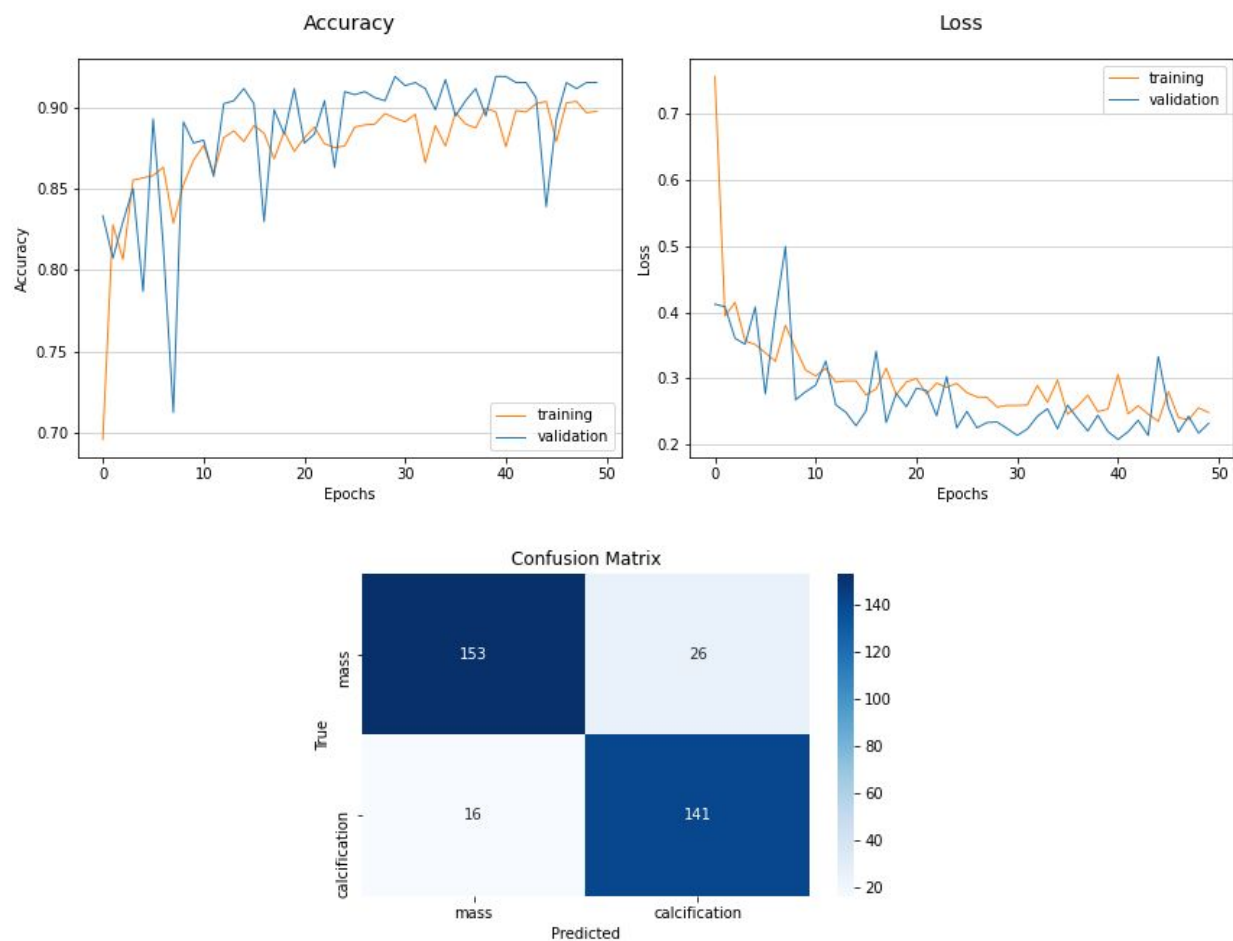 Accuracy
Accuracy
0.90
0.85
0.80
0.75
0.70
0 10 20 30 40 50
Epochs
training
validation
Loss
Loss
0.7
0.6
0.5
0.4
0.3
0.2
0 10 20 30 40 50
Epochs
training
validation
Confusion Matrix
True
mass
calcification
153 26
16 141
mass calcification
Predicted
140
120
100
80
60
40
20